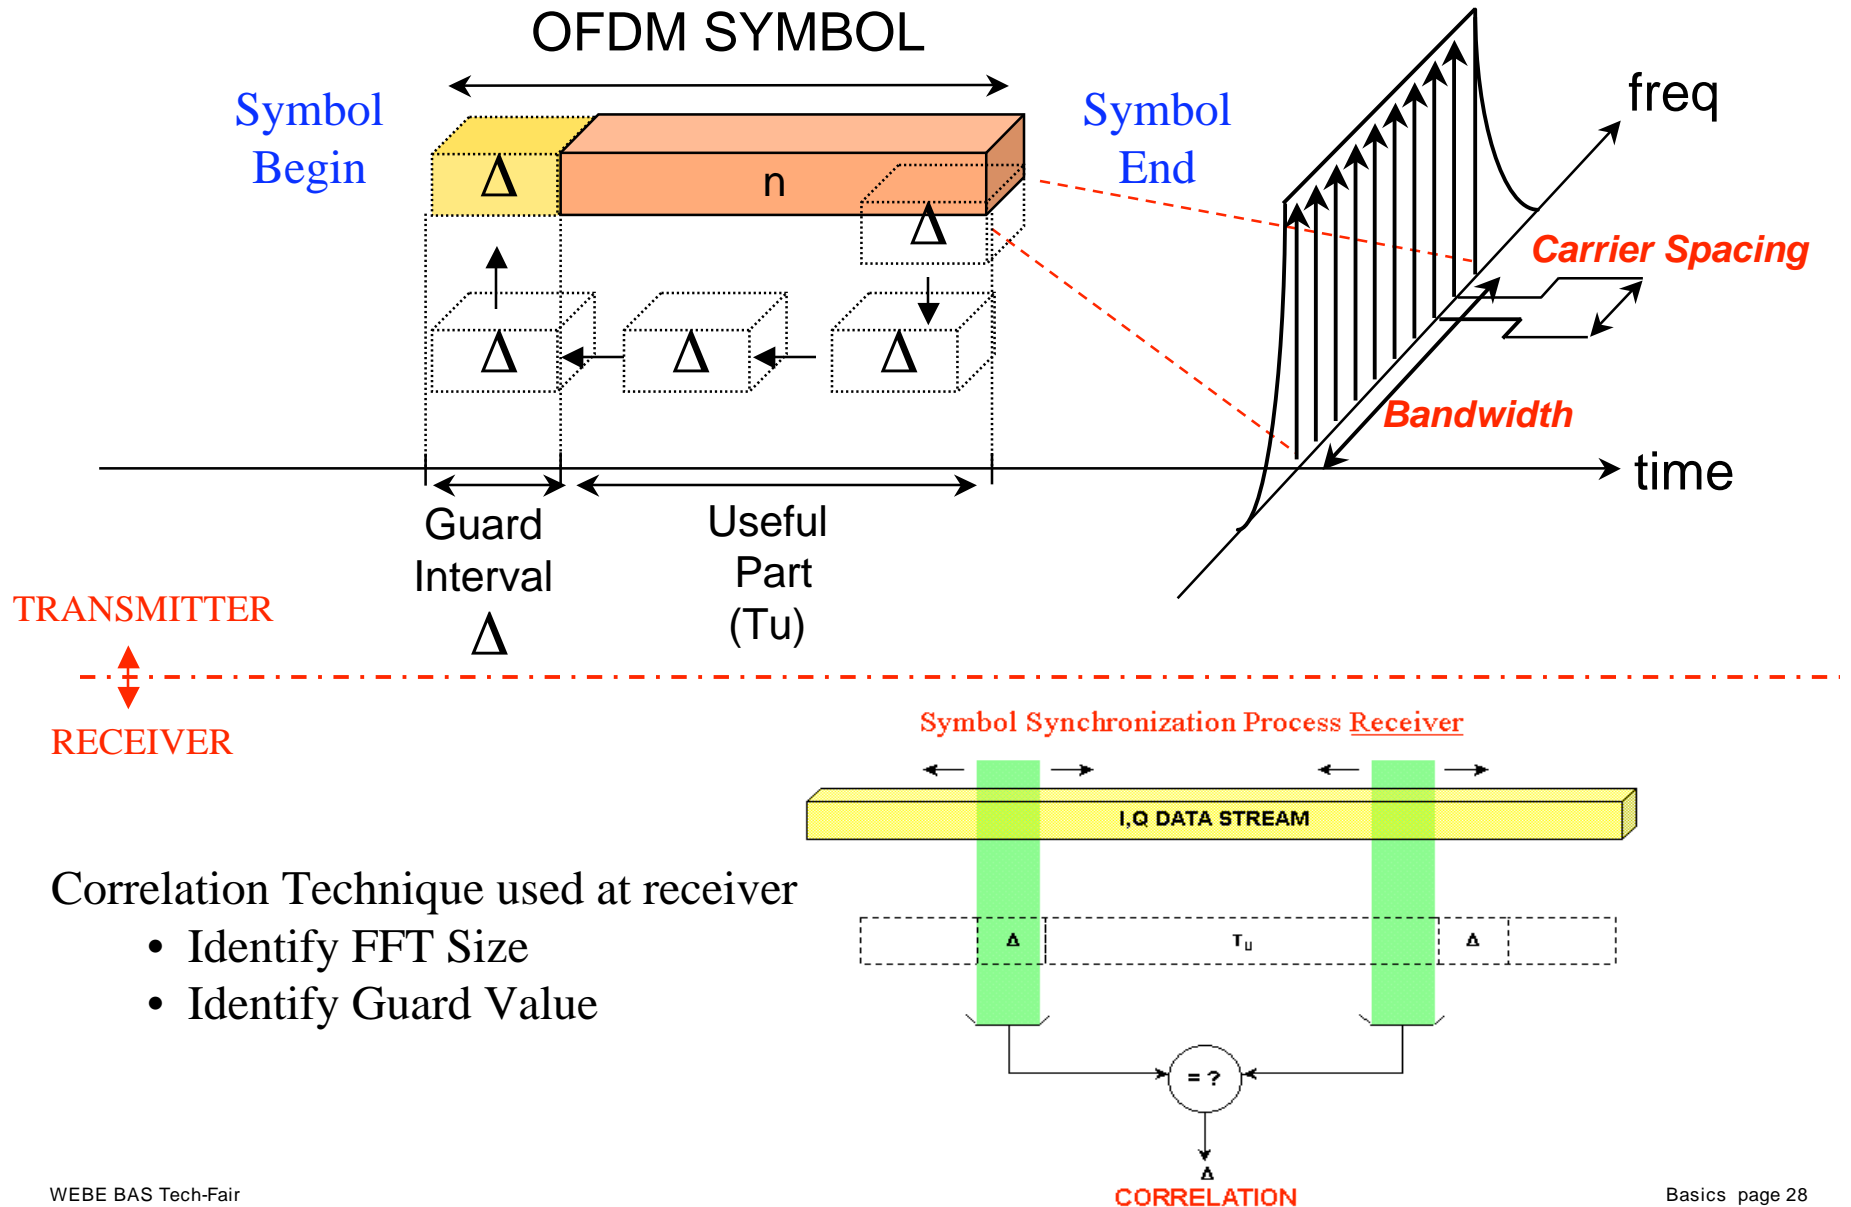 OFDM SYMBOL
Symbol
Begin
Symbol
End
freq
Δ
n
Δ
Carrier Spacing
Δ
Δ
Δ
Bandwidth
time
Guard
Interval
Δ
Useful
Part
(Tu)
TRANSMITTER
RECEIVER
Symbol Synchronization Process Receiver
I,Q DATA STREAM
Correlation Technique used at receiver
• Identify FFT Size
• Identify Guard Value
Δ
Tu
Δ
= ?
Δ
CORRELATION
WEBE BAS Tech-Fair
Basics page 28